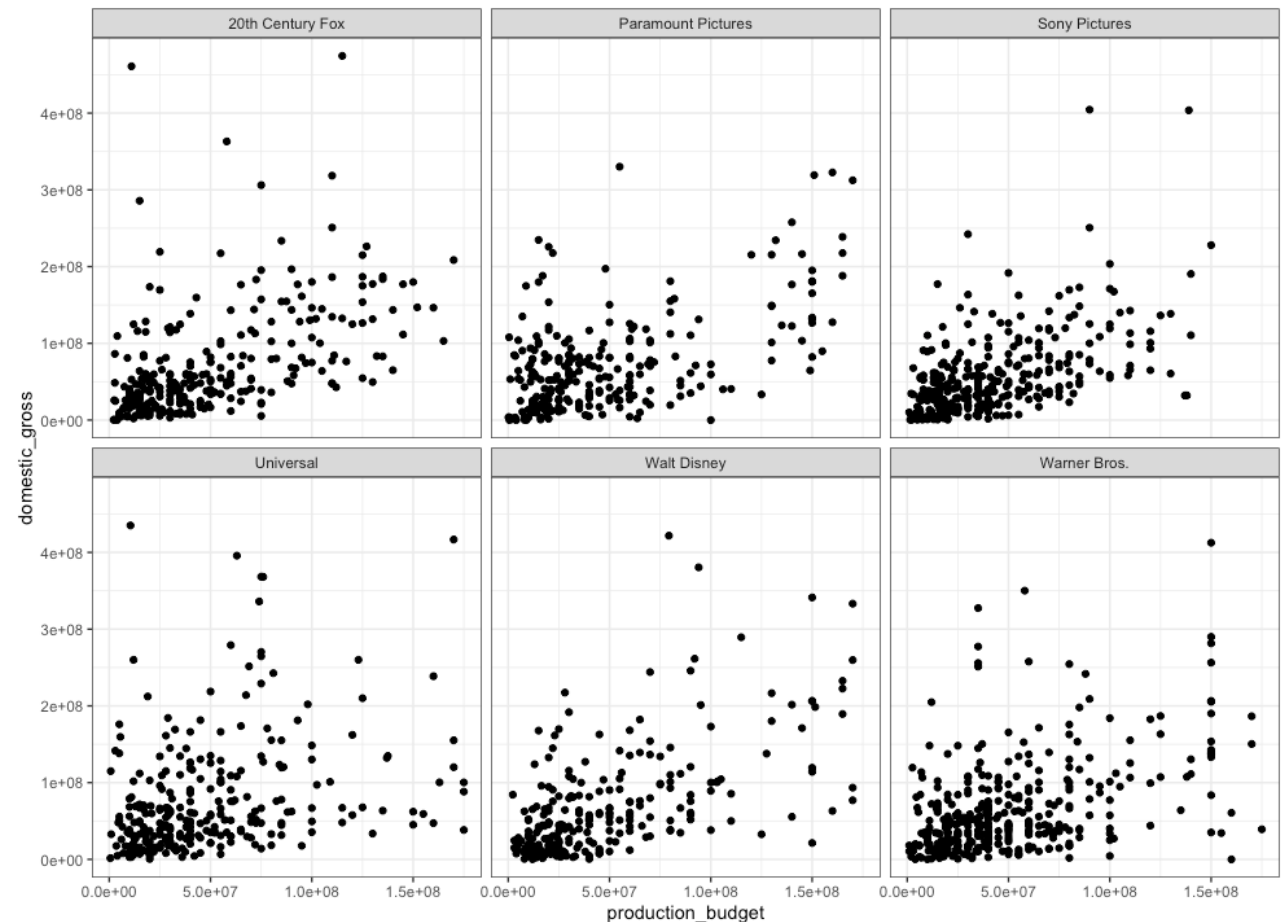 20th Century Fox Paramount Pictures Sony Pictures
4e+08
3e+08
2e+08
1e+08
0e+00
domestic_gross
Universal Walt Disney Warner Bros.
4e+08
3e+08
2e+08
1e+08
0e+00
0.0e+00 5.0e+07 1.0e+08 1.5e+08 0.0e+00 5.0e+07 1.0e+08 1.5e+08 0.0e+00 5.0e+07 1.0e+08 1.5e+08
production_budget